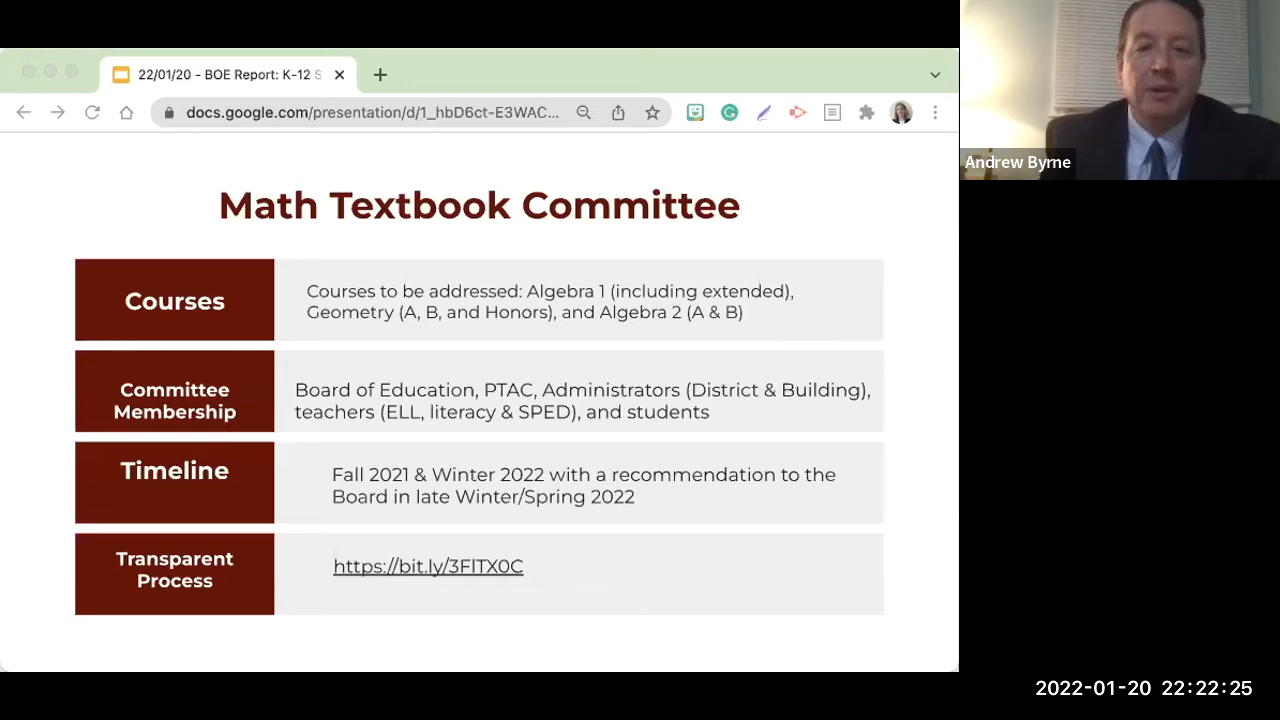 22/01/20 - BOE Report: K-12 S
docs.google.com/presentation/d/1_hbD6ct-E3WAC...
Andrew Byrne
Math Textbook Committee
Courses
Courses to be addressed: Algebra 1 (including extended),
Geometry (A, B, and Honors), and Algebra 2 (A & B)
Committee
Membership
Board of Education, PTAC, Administrators (District & Building),
teachers (ELL, literacy & SPED), and students
Timeline
Fall 2021 & Winter 2022 with a recommendation to the
Board in late Winter/Spring 2022
Transparent
Process
https://bit.ly/3FlTX0C
2022-01-20 22:22:25